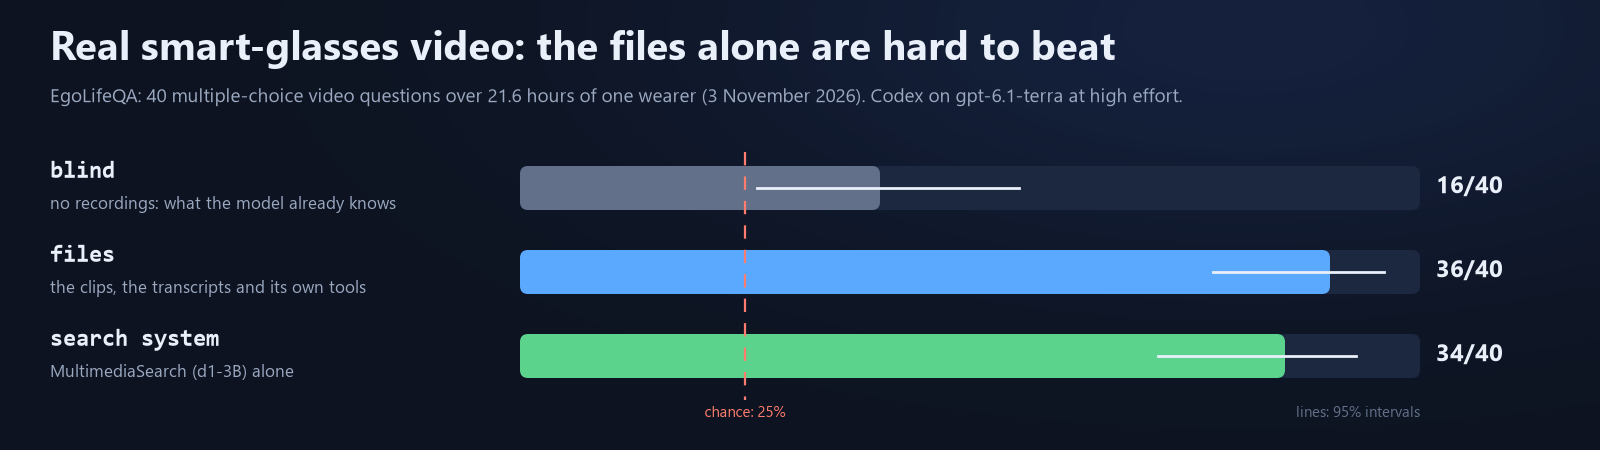 Real smart-glasses video: the files alone are hard to beat
EgoLifeQA: 40 multiple-choice video questions over 21.6 hours of one wearer (3 November 2026). Codex on gpt-6.1-terra at high effort.
blind
no recordings: what the model already knows
16/40
files
the clips, the transcripts and its own tools
36/40
search system
MultimediaSearch (d1-3B) alone
34/40
chance: 25%
lines: 95% intervals